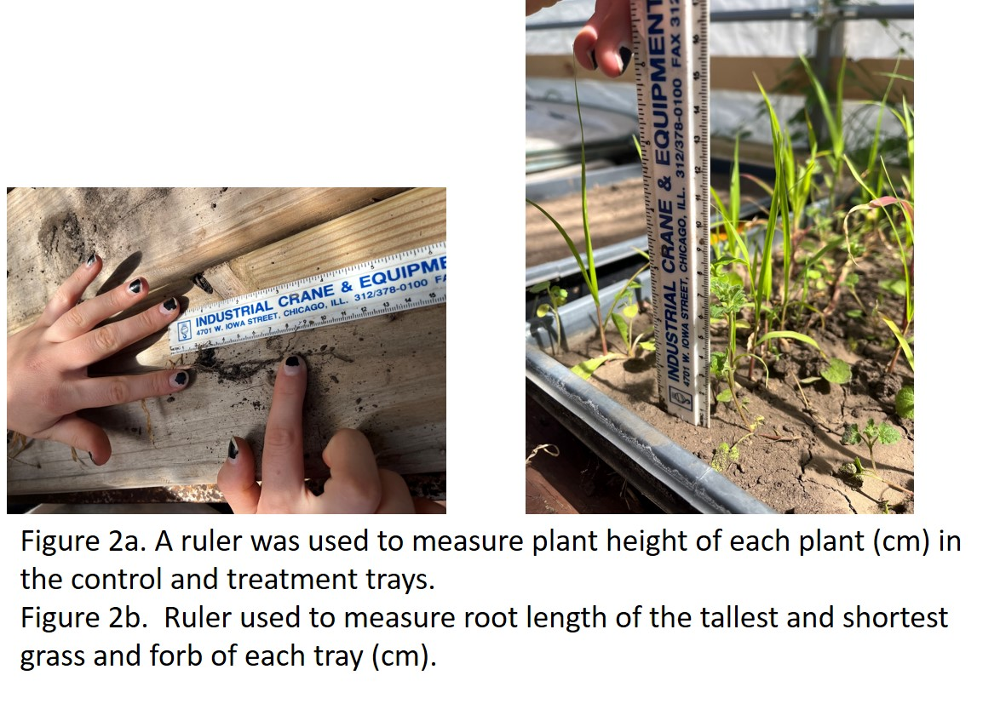 INDUSTRIAL CRANE & EQUIPME
4701 W. IOWA STREET, CHICAGO, ILL. 312/378-0100 FA
INDUSTRIAL CRANE & EQUIPMENT
4701 W. IOWA STREET, CHICAGO, ILL. 312/378-0100 FAX 312
Figure 2a. A ruler was used to measure plant height of each plant (cm) in
the control and treatment trays.
Figure 2b.  Ruler used to measure root length of the tallest and shortest
grass and forb of each tray (cm).